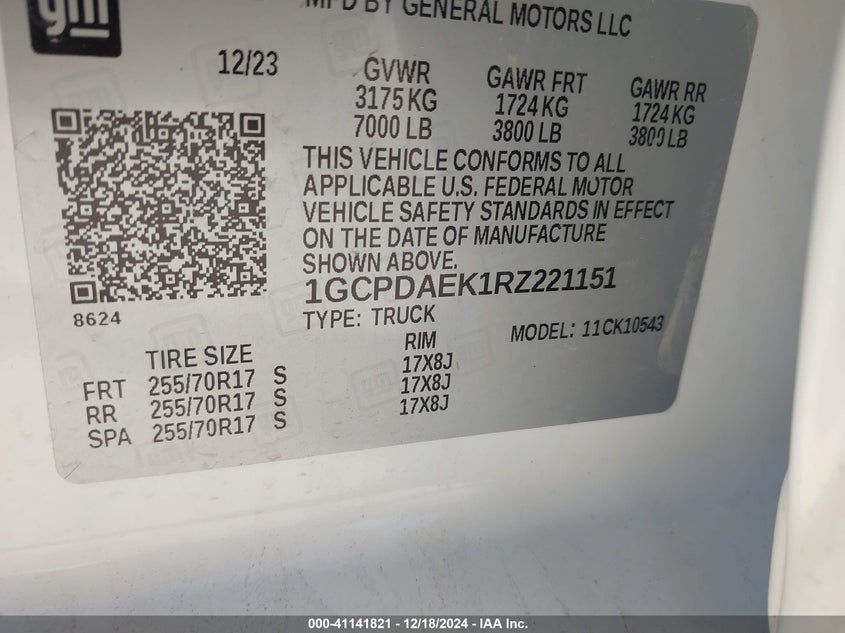 gm
MFD BY GENERAL MOTORS LLC
12/23
GVWR
3175 KG
7000 LB
GAWR FRT
1724 KG
3800 LB
GAWR RR
1724 KG
3800 LB
THIS VEHICLE CONFORMS TO ALL
APPLICABLE U.S. FEDERAL MOTOR
VEHICLE SAFETY STANDARDS IN EFFECT
ON THE DATE OF MANUFACTURE
SHOWN ABOVE.
1GCPDAEK1RZ221151
TYPE: TRUCK
MODEL: 11CK10543
8624
TIRE SIZE RIM
FRT 255/70R17 S 17X8J
RR 255/70R17 S 17X8J
SPA 255/70R17 S 17X8J
000-41141821 - 12/18/2024 - IAA Inc.